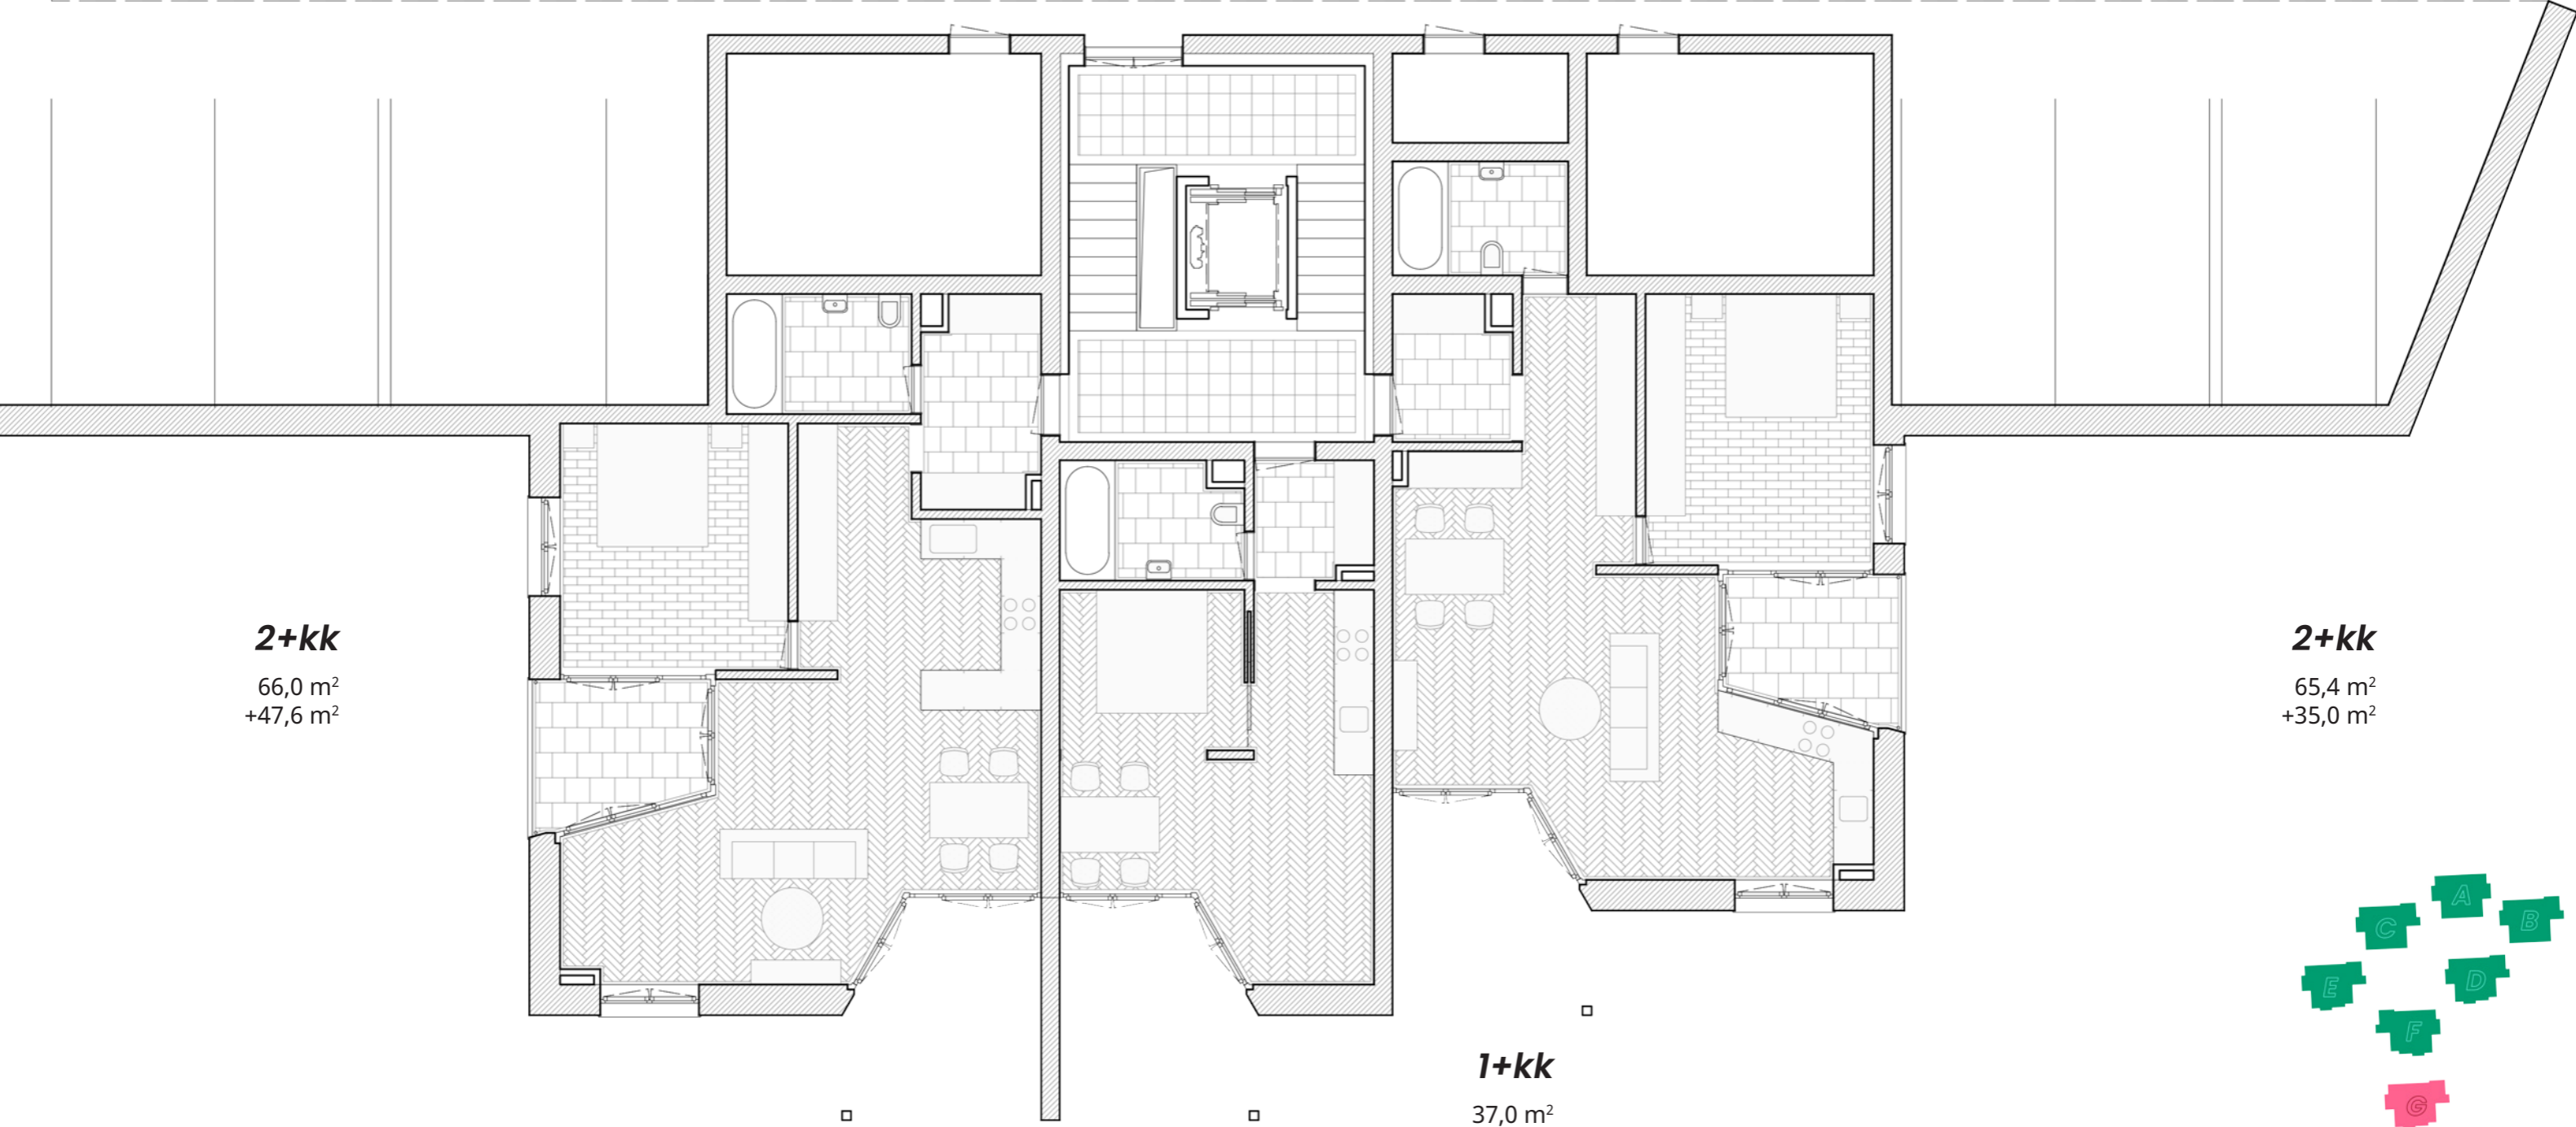 2+kk
66,0 m²
+47,6 m²
2+kk
65,4 m²
+35,0 m²
1+kk
37,0 m²
A
B
C
D
E
F
G